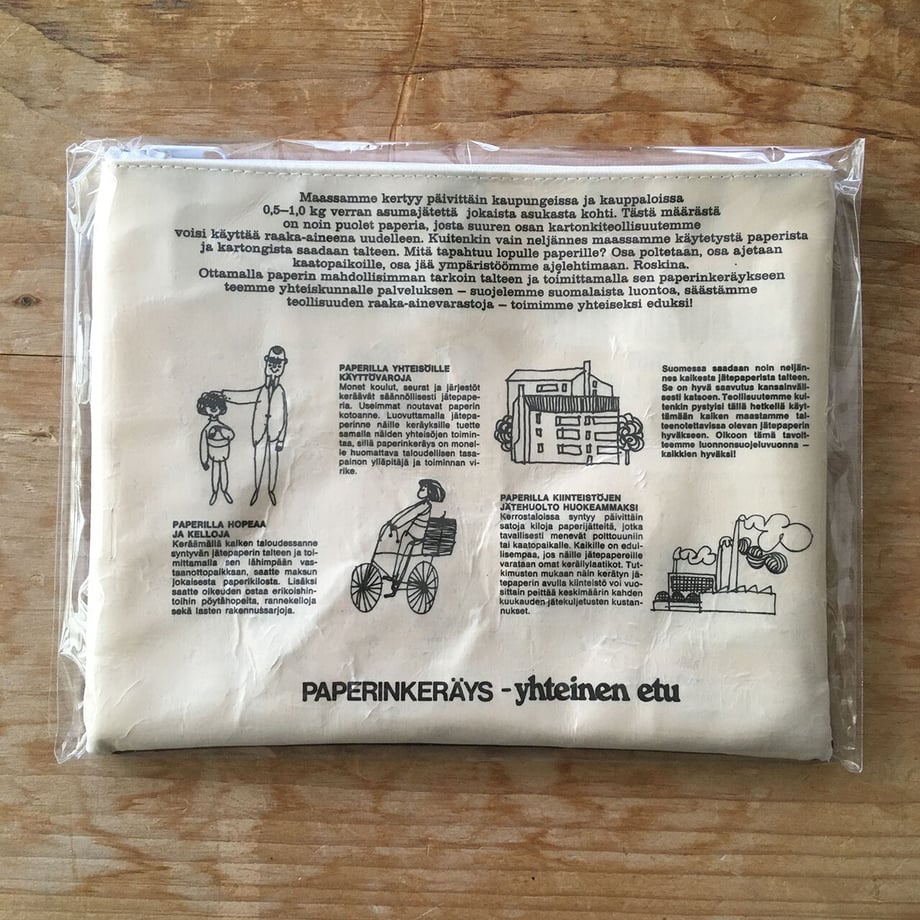 Maassamme kertyy päivittäin kaupungeissa ja kauppaloissa
0,5–1,0 kg verran asumajätettä jokaista asukasta kohti. Tästä määrästä
on noin puolet paperia, josta suuren osan kartonkiteollisuutemme
voisi käyttää raaka-aineena uudelleen. Kuitenkin vain neljännes maassamme käytetystä paperista
ja kartongista saadaan talteen. Mitä tapahtuu lopulle paperille? Osa poltetaan, osa ajetaan
kaatopaikoille, osa jää ympäristöömme ajelehtimaan. Roskina.
Ottamalla paperin mahdollisimman tarkoin talteen ja toimittamalla sen paperinkeräykseen
teemme yhteiskunnalle palveluksen – suojelemme suomalaista luontoa, säästämme
teollisuuden raaka-ainevarastoja – toimimme yhteiseksi eduksi!
PAPERILLA HOPEAA
JA KELLOJA
Keräämällä kaiken taloudessanne
syntyvän jätepaperin talteen ja toi-
mittamalla sen lähimpään vas-
taanottopaikkaan, saatte maksun
jokaisesta paperikilosta. Lisäksi
saatte oikeuden ostaa erikoishin-
toihin pöytähopeita, rannekelloja
sekä lasten rakennussarjoja.
PAPERILLA YHTEISÖILLE
KÄYTTÖVAROJA
Monet koulut, seurat ja järjestöt
keräävät säännöllisesti jätepape-
ria. Useimmat noutavat paperin
kotoanne. Luovuttamalla jätepa-
perinne näille keräyksille tuette
samalla näiden yhteisöjen toimin-
taa, sillä paperinkeräys on monel-
le huomattava taloudellisen tasa-
painon ylläpitäjä ja toiminnan vi-
rike.
PAPERILLA KIINTEISTÖJEN
JÄTEHUOLTO HUOKEAMMAKSI
Kerrostaloissa syntyy päivittäin
satoja kiloja paperijätteitä, jotka
tavallisesti menevät polttouuniin
tai kaatopaikalle. Kaikille on edul-
lisempaa, jos näille jätepapereille
varataan omat keräilylaatikot. Tut-
kimusten mukaan näin kerätyn jä-
tepaperin avulla kiinteistö voi vuo-
sittain peittää keskimäärin kahden
kuukauden jätekuljetusten kustan-
nukset.
Suomessa saadaan noin neljän-
nes kaikesta jätepaperista talteen.
Se on hyvä saavutus kansainväli-
sesti katsoen. Teollisuutemme kui-
tenkin pystyisi tällä hetkellä käyt-
tämään kaiken maastamme tal-
teenotettavissa olevan jätepaperin
hyväkseen. Olkoon tämä tavoit-
teemme luonnonsuojeluvuonna –
kaikkien hyväksi!
PAPERINKERÄYS - yhteinen etu